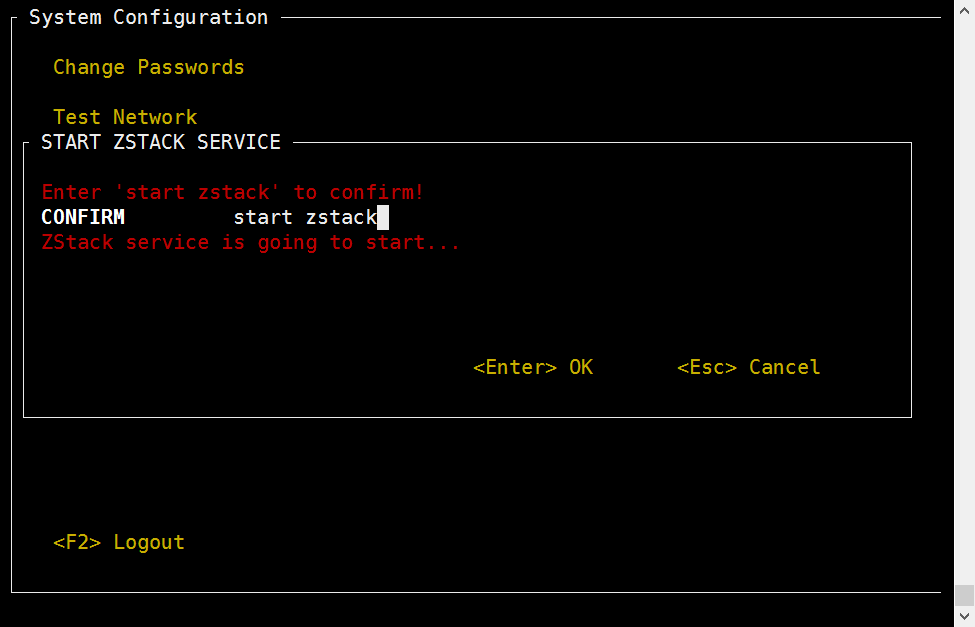 System Configuration
Change Passwords
Test Network
START ZSTACK SERVICE
Enter 'start zstack' to confirm!
CONFIRM start zstack
ZStack service is going to start...
<Enter> OK <Esc> Cancel
<F2> Logout